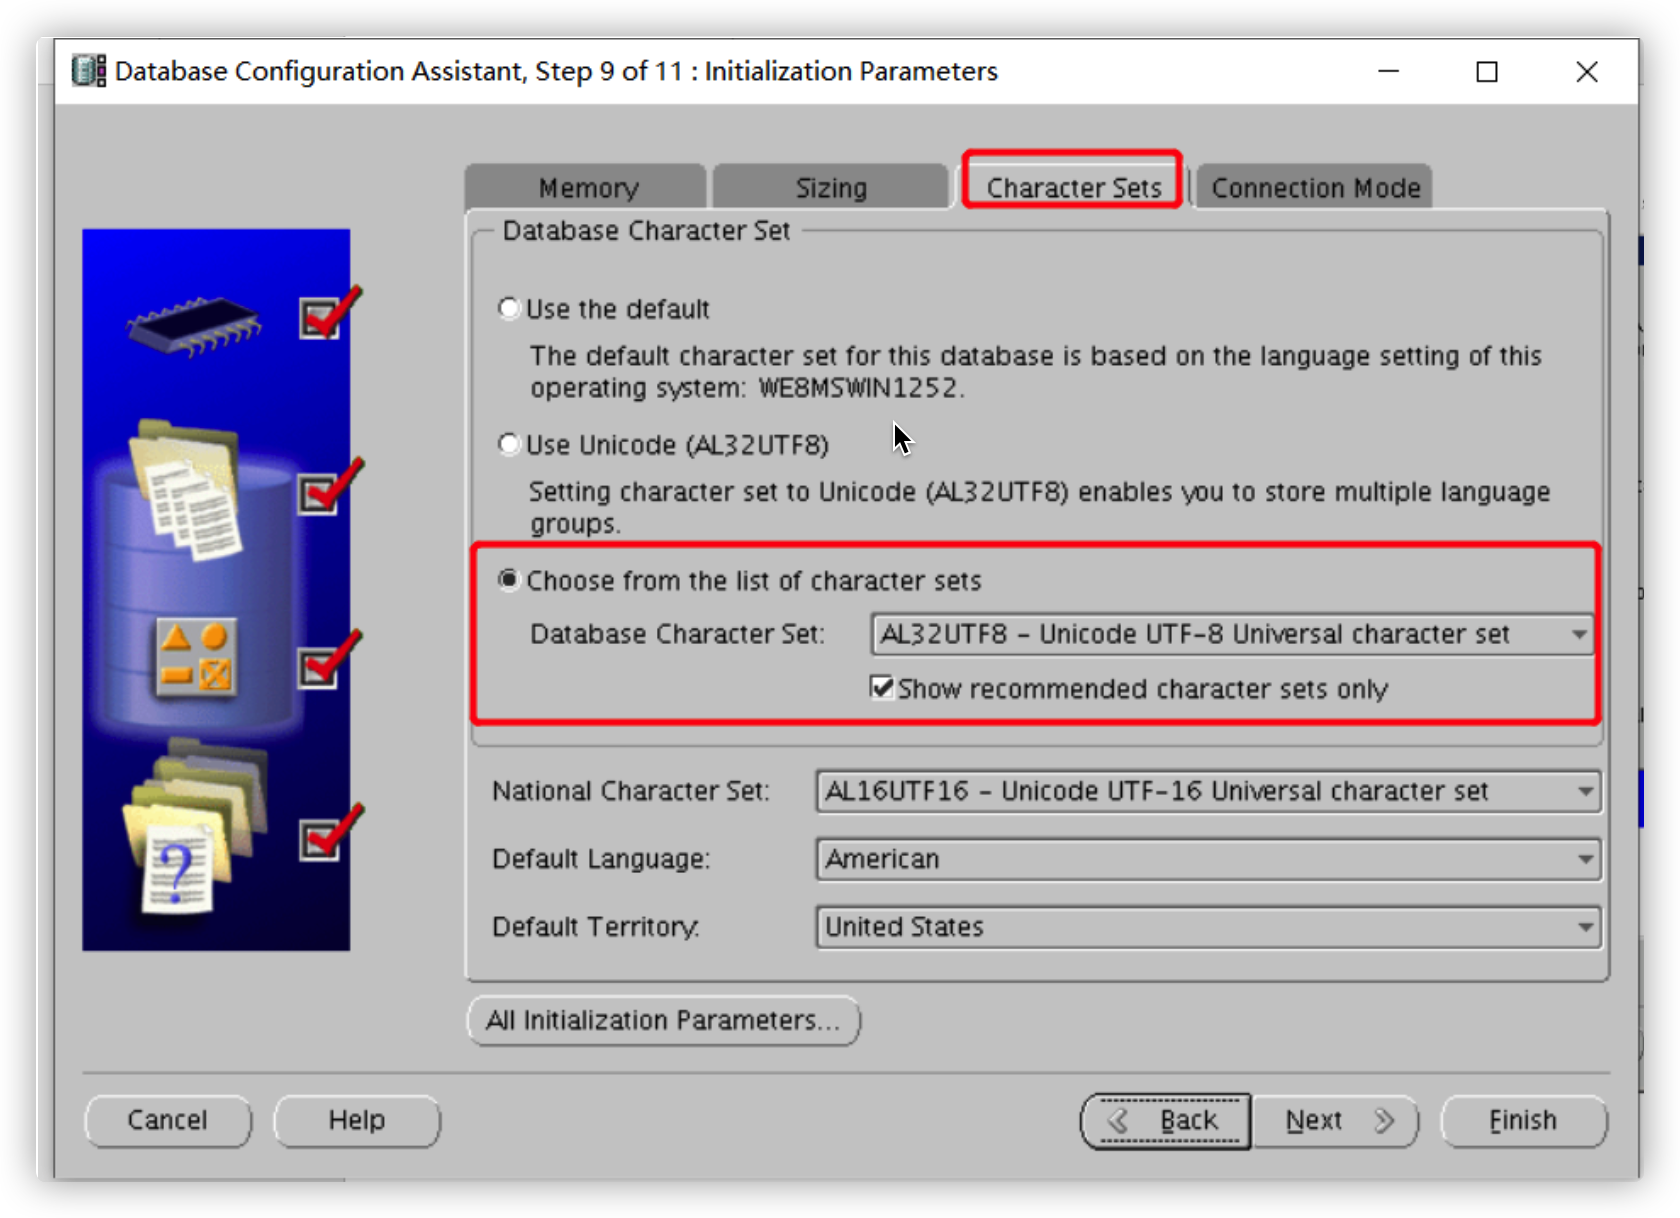 Database Configuration Assistant, Step 9 of 11 : Initialization Parameters
Memory
Sizing
Character Sets
Connection Mode
Database Character Set
Use the default
The default character set for this database is based on the language setting of this
operating system: WE8MSWIN1252.
Use Unicode (AL32UTF8)
Setting character set to Unicode (AL32UTF8) enables you to store multiple language
groups.
Choose from the list of character sets
Database Character Set:
AL32UTF8 – Unicode UTF–8 Universal character set
Show recommended character sets only
National Character Set:
AL16UTF16 – Unicode UTF–16 Universal character set
Default Language:
American
Default Territory:
United States
All Initialization Parameters...
Cancel
Help
Back
Next
Finish
?